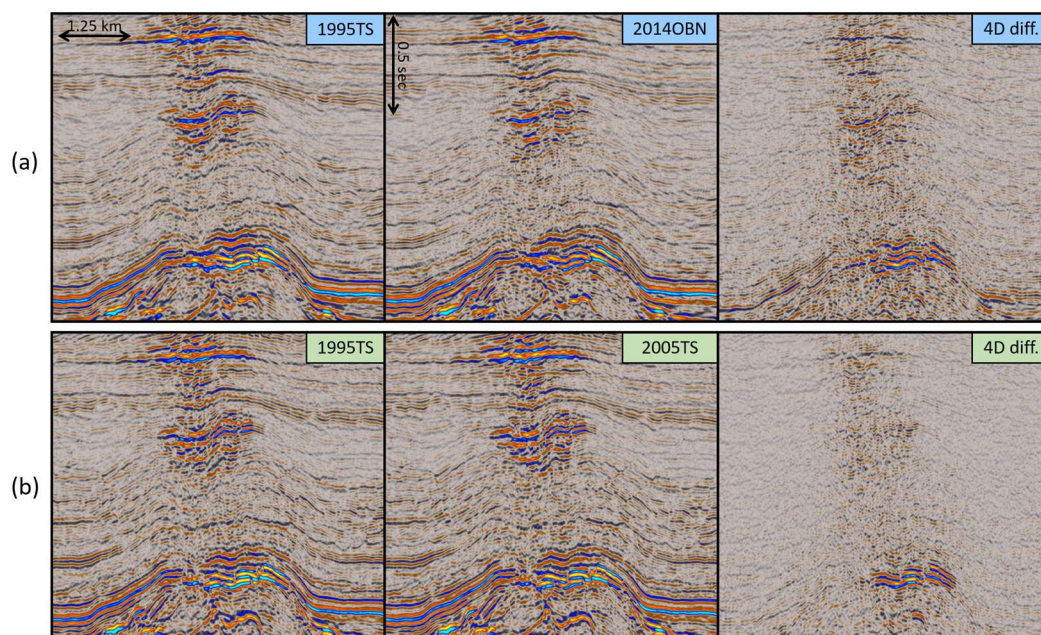 1.25 km
1995TS
0.5 sec
2014OBN
4D diff.
(a)
1995TS
2005TS
4D diff.
(b)